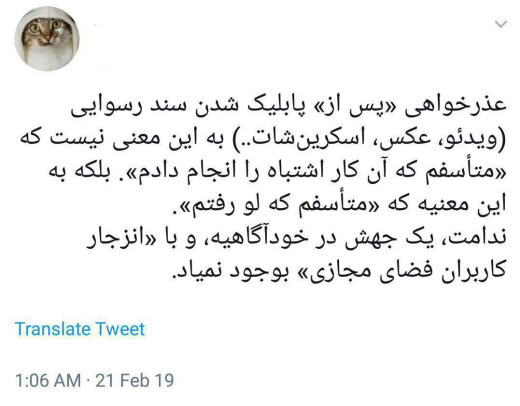 عذرخواهی «پس از» پابلیک شدن سند رسوایی
(ویدئو، عکس، اسکرین‌شات..) به این معنی نیست که
«متأسفم که آن کار اشتباه را انجام دادم». بلکه به
این معنیه که «متأسفم که لو رفتم».
ندامت، یک جهش در خودآگاهیه، و با «انزجار
کاربران فضای مجازی» بوجود نمیاد.
Translate Tweet
1:06 AM · 21 Feb 19